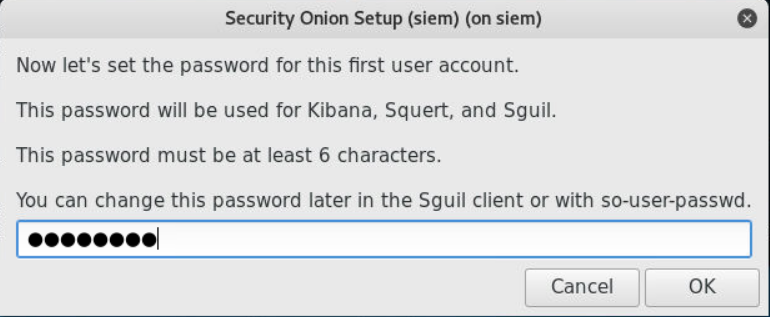 Security Onion Setup (siem) (on siem)
Now let's set the password for this first user account.
This password will be used for Kibana, Squert, and Sguil.
This password must be at least 6 characters.
You can change this password later in the Sguil client or with so-user-passwd.
●●●●●●●●
Cancel OK